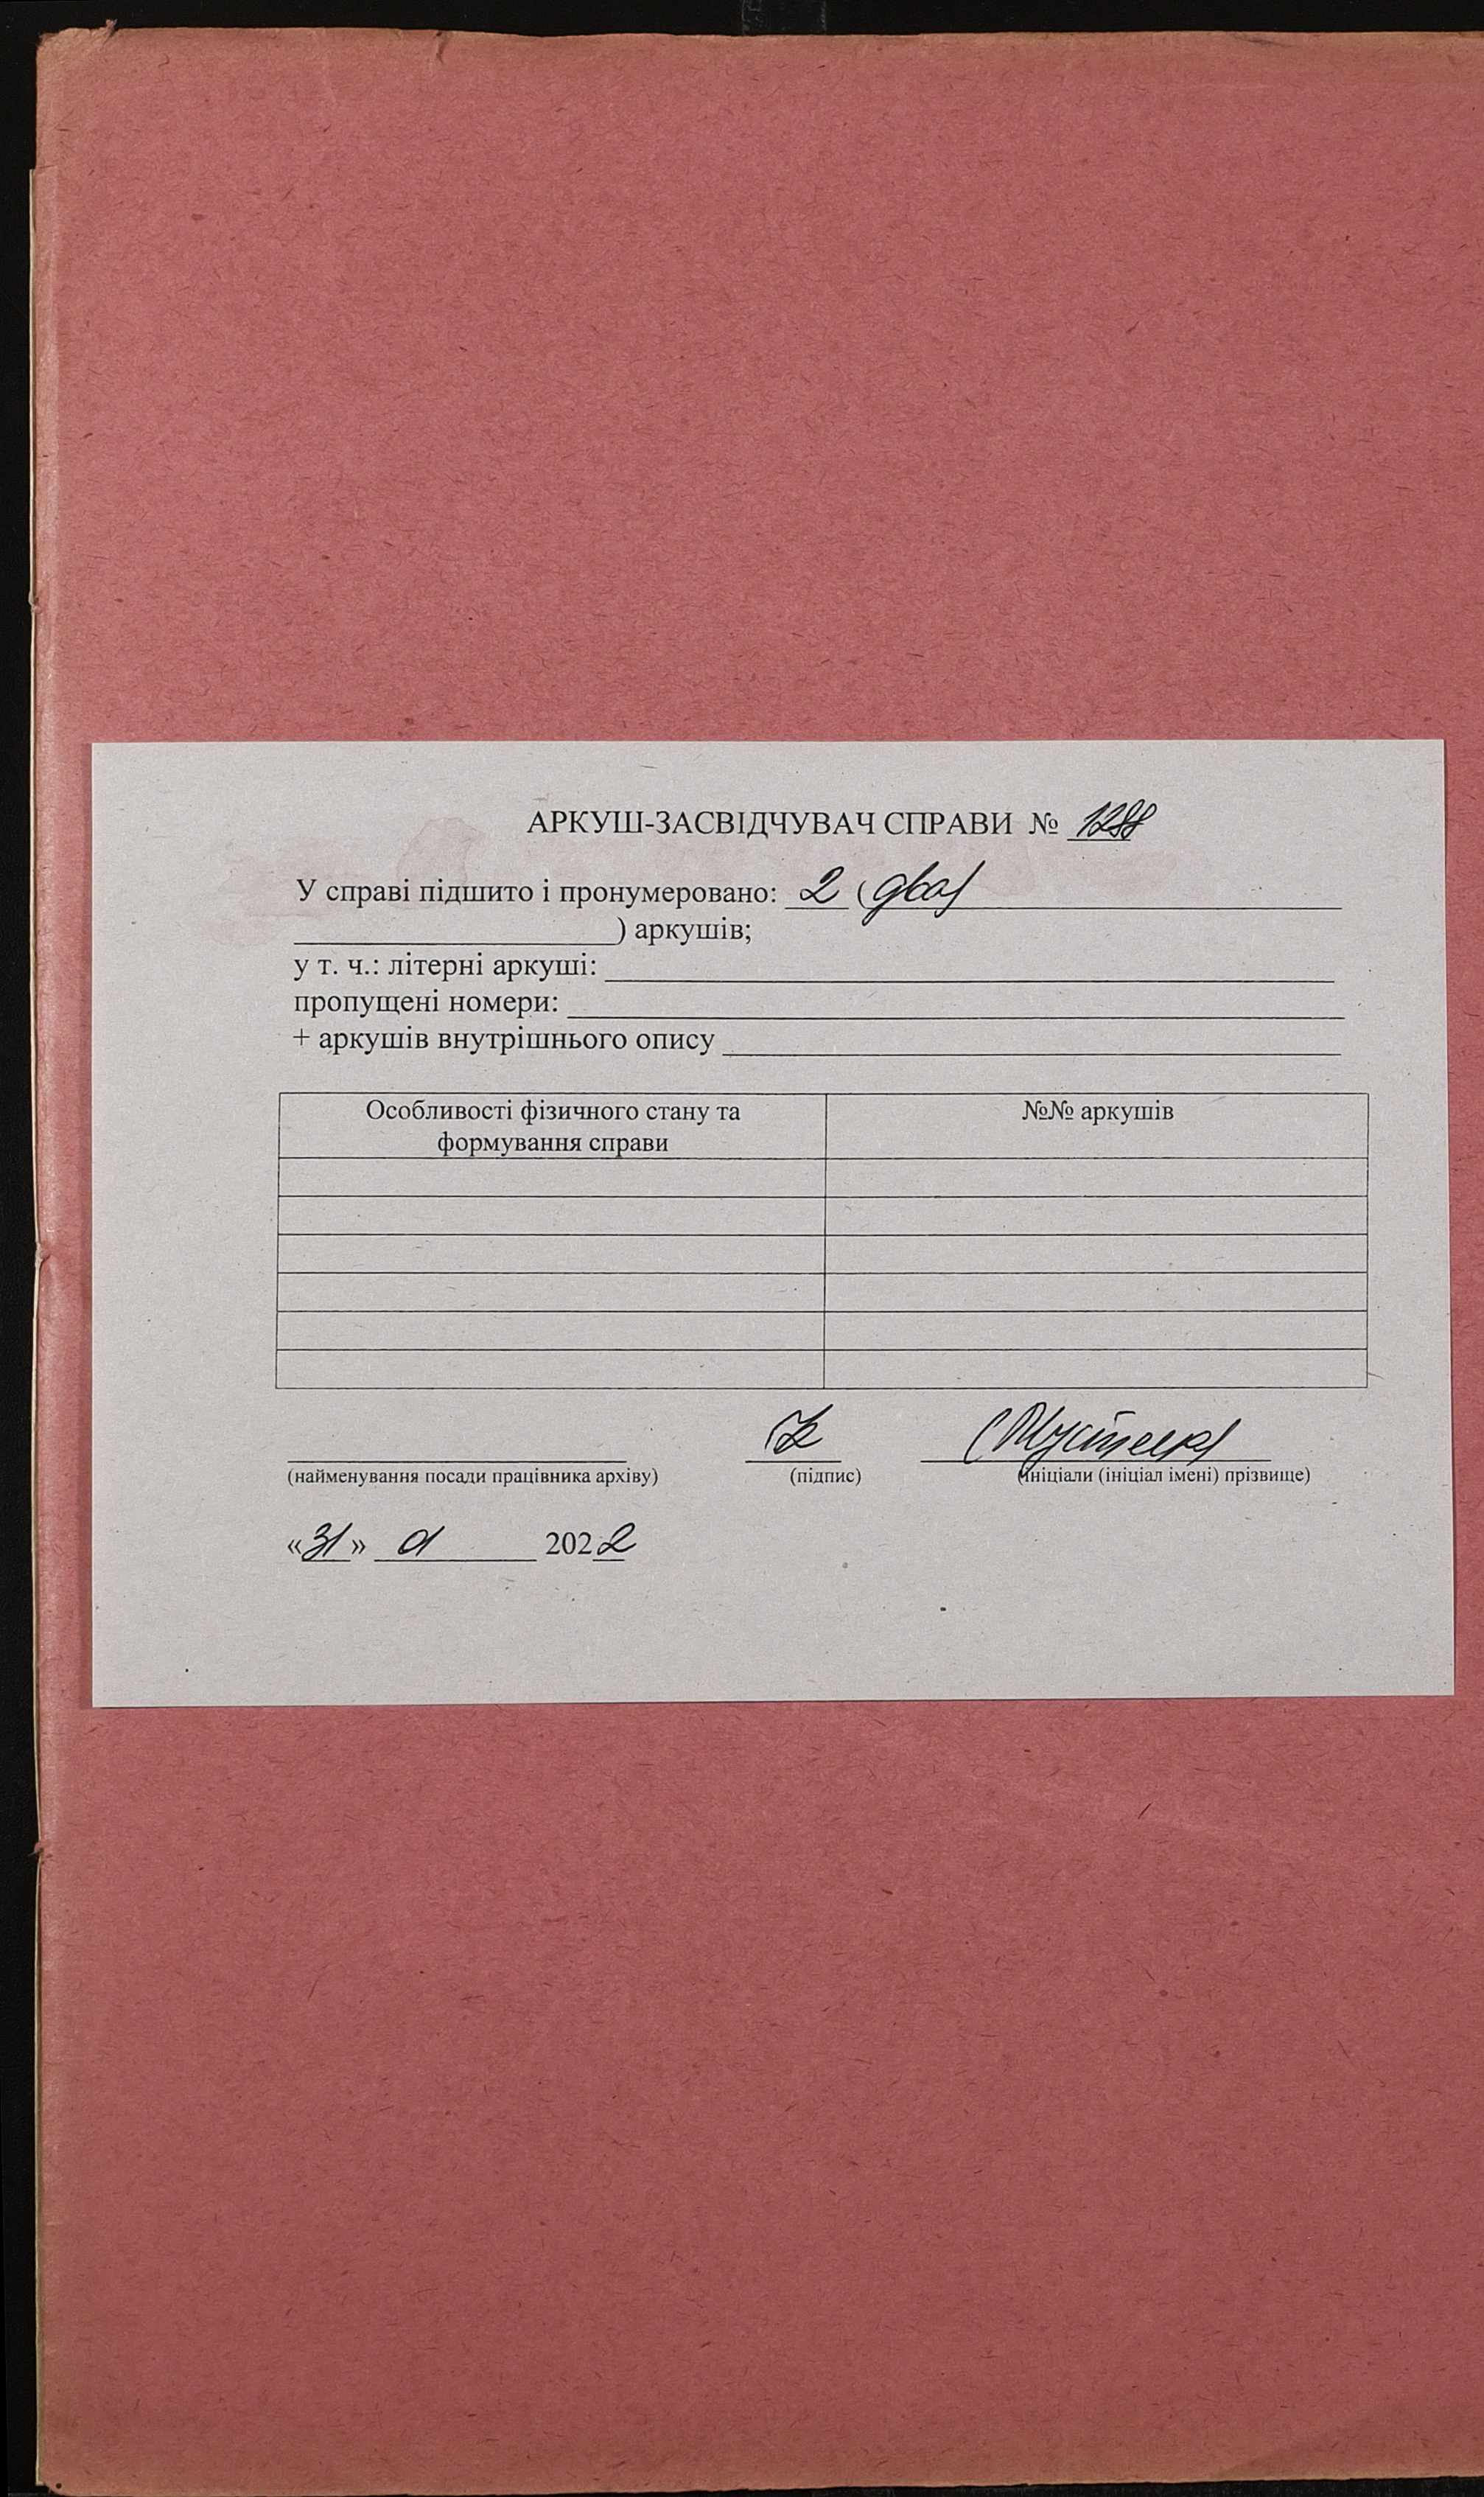 АРКУШ-ЗАСВІДЧУВАЧ СПРАВИ № 1288
У справі підшито і пронумеровано: 2 (два)
) аркушів;
у т. ч.: літерні аркуші:
пропущені номери:
+ аркушів внутрішнього опису
Особливості фізичного стану та
формування справи
№№ аркушів
(найменування посади працівника архіву) (підпис) (ініціали (ініціал імені) прізвище)
«31» 2022